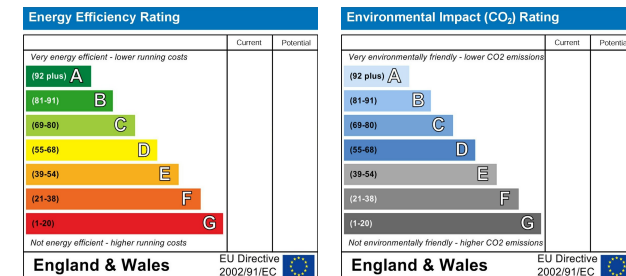 Energy Efficiency Rating
Current Potential
Very energy efficient - lower running costs
(92 plus) A
(81-91) B
(69-80) C
(55-68) D
(39-54) E
(21-38) F
(1-20) G
Not energy efficient - higher running costs
England & Wales
EU Directive
2002/91/EC
Environmental Impact (CO₂) Rating
Current Potential
Very environmentally friendly - lower CO2 emissions
(92 plus) A
(81-91) B
(69-80) C
(55-68) D
(39-54) E
(21-38) F
(1-20) G
Not environmentally friendly - higher CO2 emissions
England & Wales
EU Directive
2002/91/EC